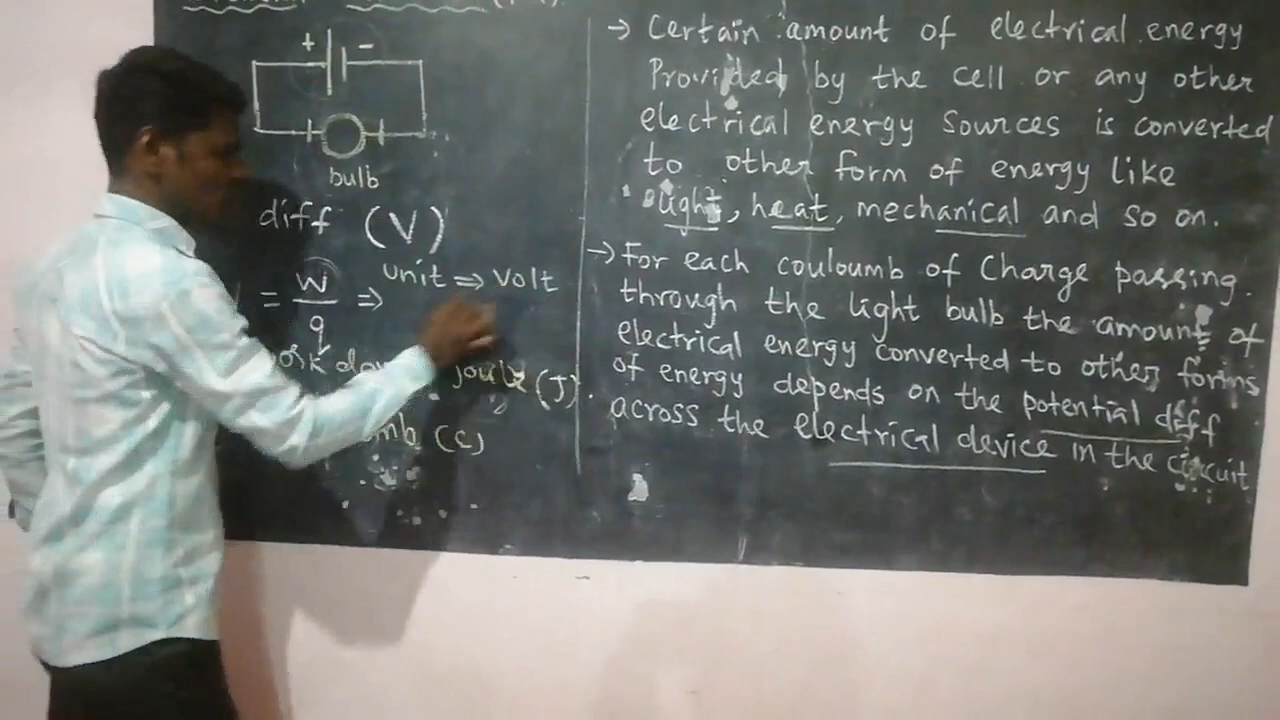 + -
bulb
diff (V)
= w/q ⇒ unit ⇒ Volt
joule (J).
(C)
→ Certain amount of electrical energy
Provided by the cell or any other
electrical energy Sources is converted
to other form of energy like
light, heat, mechanical and so on.
→ For each couloumb of Charge passing
through the light bulb the amount of
electrical energy converted to other forms
of energy depends on the potential diff
across the electrical device in the circuit